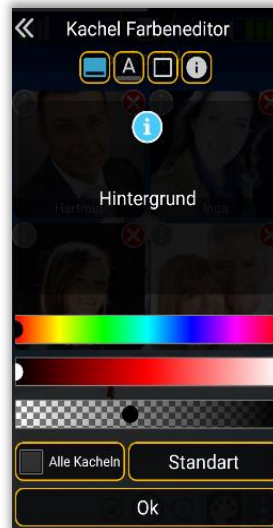 Kachel Farbeneditor
A
i
i
Hartmut
Inga
Hintergrund
Alle Kacheln
Standart
Ok